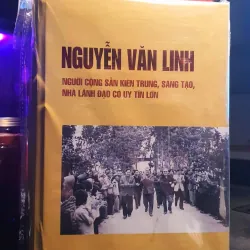 NGUYỄN VĂN LINH
NGƯỜI CỘNG SẢN KIÊN TRUNG, SÁNG TẠO,
NHÀ LÃNH ĐẠO CÓ UY TÍN LỚN